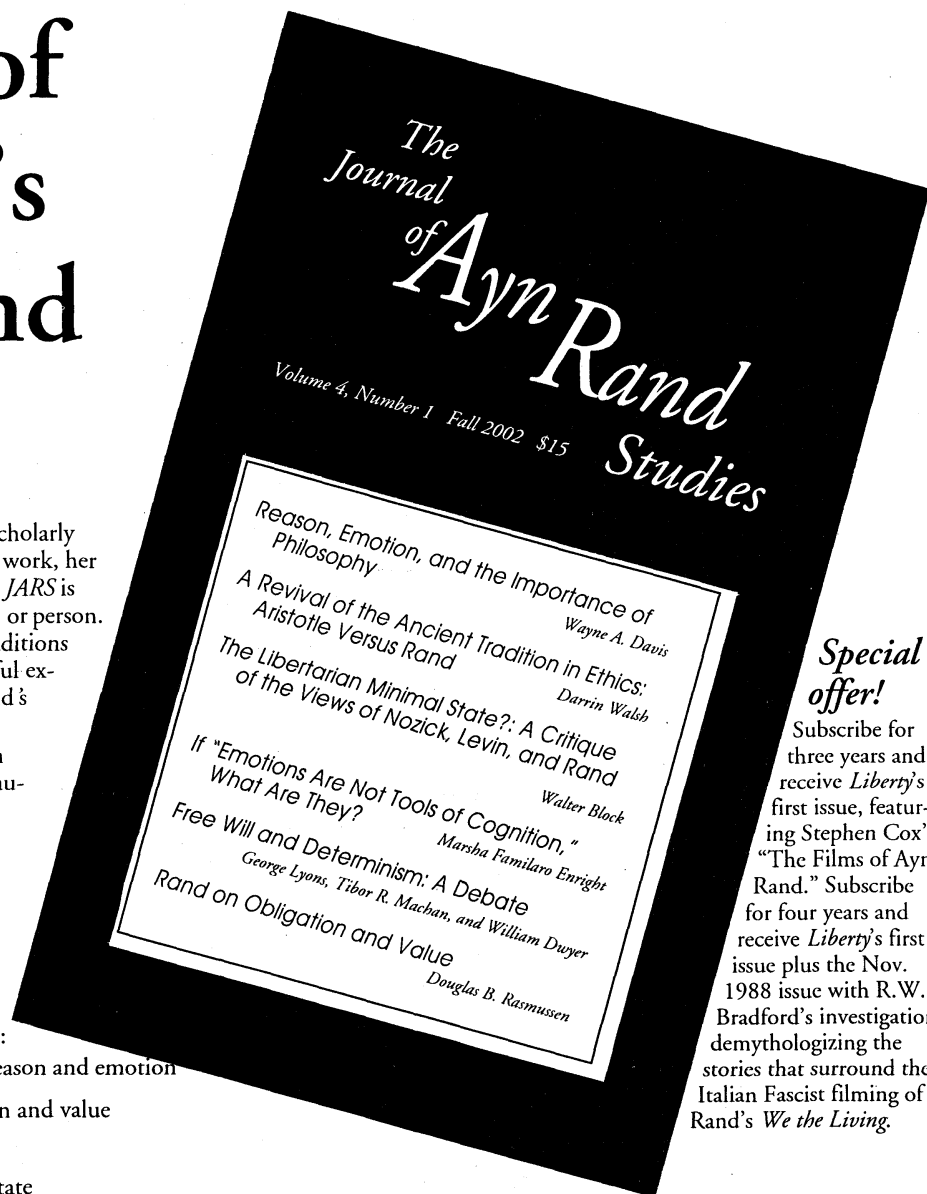 of
's
nd
cholarly
work, her
JARS is
or person.
ditions
ful ex-
d's
n
nu-
:
eason and emotion
n and value
tate
The
Journal
of Ayn Rand
Studies
Volume 4, Number 1 Fall 2002 $15
Reason, Emotion, and the Importance of
Philosophy
Wayne A. Davis
A Revival of the Ancient Tradition in Ethics:
Aristotle Versus Rand
Darrin Walsh
The Libertarian Minimal State?: A Critique
of the Views of Nozick, Levin, and Rand
Walter Block
If "Emotions Are Not Tools of Cognition,"
What Are They?
Marsha Familaro Enright
Free Will and Determinism: A Debate
George Lyons, Tibor R. Machan, and William Dwyer
Rand on Obligation and Value
Douglas B. Rasmussen
Special
offer!
Subscribe for
three years and
receive Liberty's
first issue, featur-
ing Stephen Cox'
"The Films of Ayn
Rand." Subscribe
for four years and
receive Liberty's first
issue plus the Nov.
1988 issue with R.W.
Bradford's investigation
demythologizing the
stories that surround the
Italian Fascist filming of
Rand's We the Living.